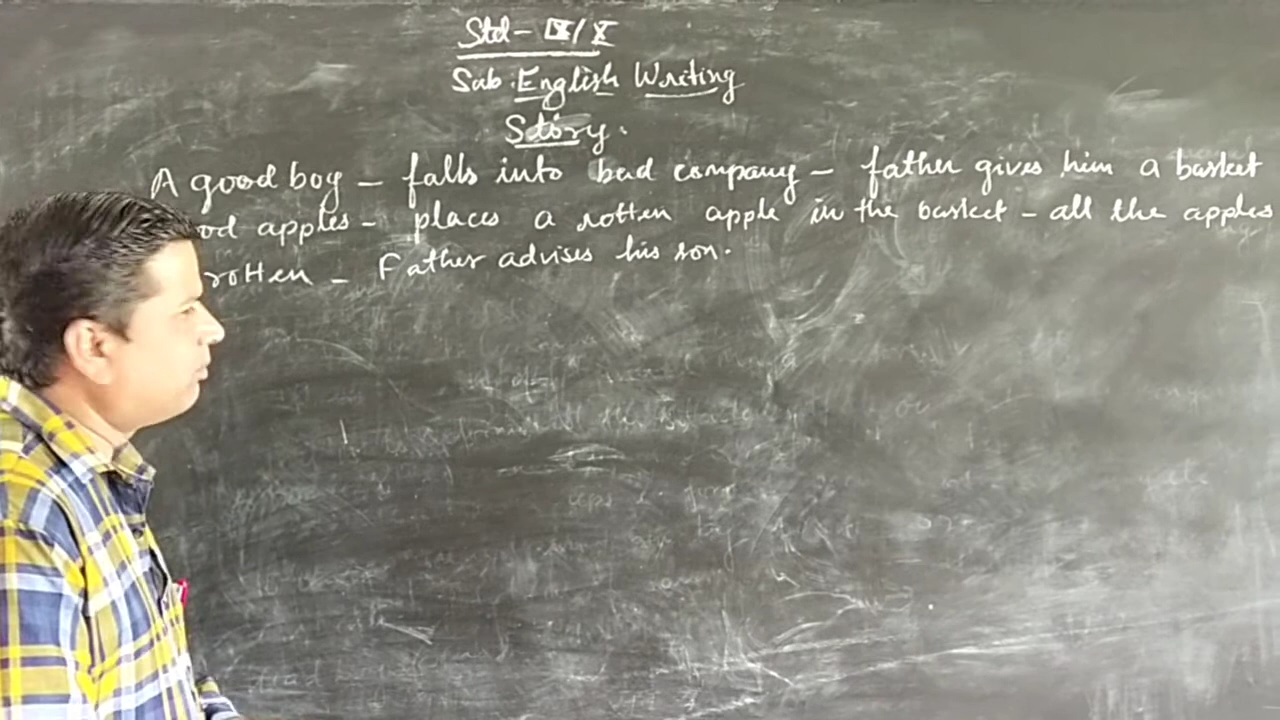 Std - IX/X
Sub. English Writing
Story.
A good boy - falls into bad company - father gives him a basket
apples - places a rotten apple in the basket - all the apples
rotten - Father advises his son.